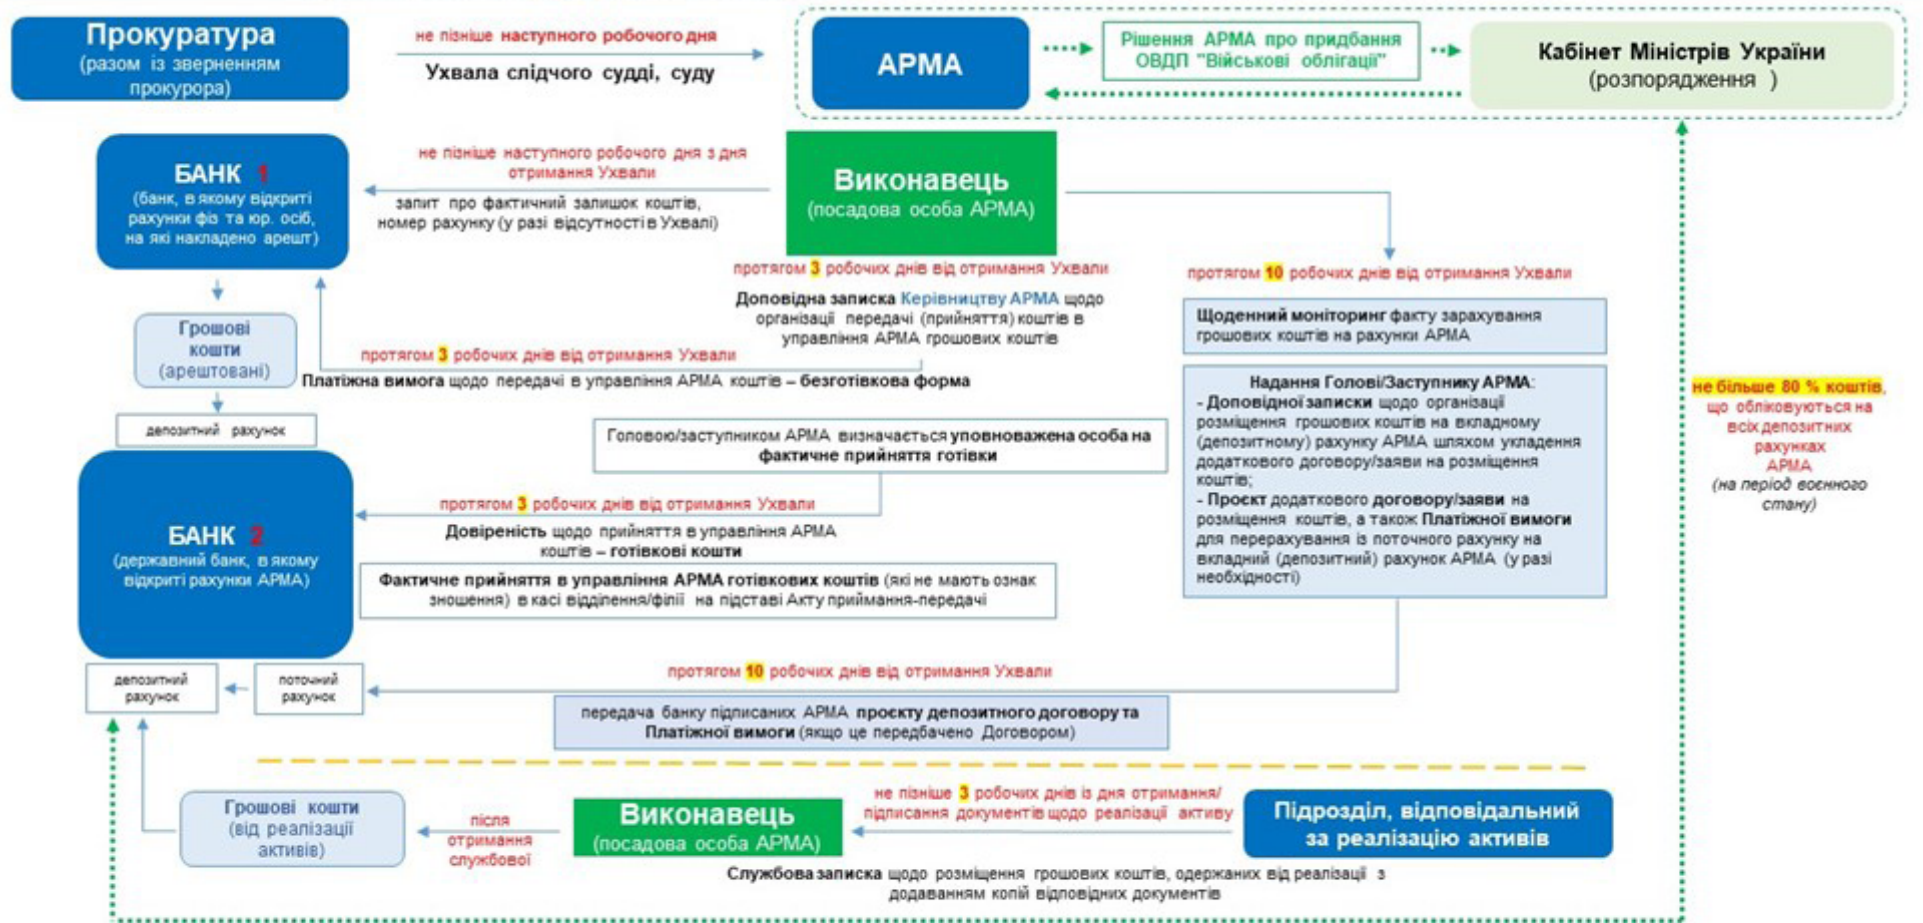 Прокуратура
(разом із зверненням
прокурора)
не пізніше наступного робочого дня
Ухвала слідчого судді, суду
АРМА
Рішення АРМА про придбання
ОВДП "Військові облігації"
Кабінет Міністрів України
(розпорядження )
БАНК 1
(банк, в якому відкриті
рахунки фіз та юр. осіб,
на які накладено арешт)
не пізніше наступного робочого дня з дня
отримання Ухвали
запит про фактичний залишок коштів,
номер рахунку (у разі відсутності в Ухвалі)
Виконавець
(посадова особа АРМА)
протягом 3 робочих днів від отримання Ухвали
Доповідна записка Керівництву АРМА щодо
організації передачі (прийняття) коштів в
управління АРМА грошових коштів
протягом 10 робочих днів від отримання Ухвали
Щоденний моніторинг факту зарахування
грошових коштів на рахунки АРМА
Грошові
кошти
(арештовані)
протягом 3 робочих днів від отримання Ухвали
Платіжна вимога щодо передачі в управління АРМА коштів – безготівкова форма
Надання Голові/Заступнику АРМА:
- Доповідної записки щодо організації
розміщення грошових коштів на вкладному
(депозитному) рахунку АРМА шляхом укладення
додаткового договору/заяви на розміщення
коштів;
- Проєкт додаткового договору/заяви на
розміщення коштів, а також Платіжної вимоги
для перерахування із поточного рахунку на
вкладний (депозитний) рахунок АРМА (у разі
необхідності)
не більше 80 % коштів,
що обліковуються на
всіх депозитних
рахунках
АРМА
(на період воєнного
стану)
депозитний рахунок
Головою/заступником АРМА визначається уповноважена особа на
фактичне прийняття готівки
БАНК 2
(державний банк, в якому
відкриті рахунки АРМА)
протягом 3 робочих днів від отримання Ухвали
Довіреність щодо прийняття в управління АРМА
коштів – готівкові кошти
Фактичне прийняття в управління АРМА готівкових коштів (які не мають ознак
зношення) в касі відділення/філії на підставі Акту приймання-передачі
депозитний
рахунок
поточний
рахунок
протягом 10 робочих днів від отримання Ухвали
передача банку підписаних АРМА проєкту депозитного договору та
Платіжної вимоги (якщо це передбачено Договором)
Грошові кошти
(від реалізації
активів)
після
отримання
службової
Виконавець
(посадова особа АРМА)
не пізніше 3 робочих днів із дня отримання/
підписання документів щодо реалізації активу
Підрозділ, відповідальний
за реалізацію активів
Службова записка щодо розміщення грошових коштів, одержаних від реалізації з
додаванням копій відповідних документів